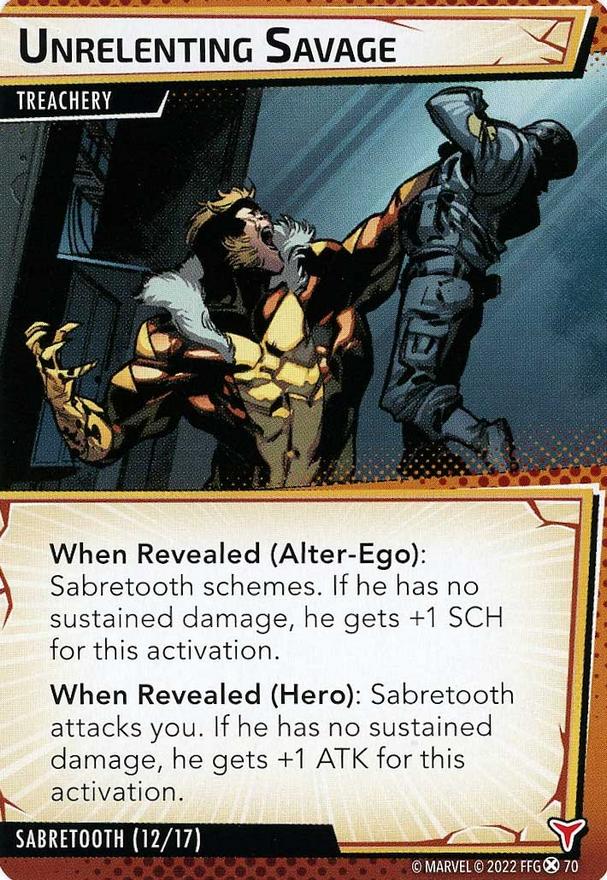 UNRELENTING SAVAGE
TREACHERY
When Revealed (Alter-Ego):
Sabretooth schemes. If he has no
sustained damage, he gets +1 SCH
for this activation.
When Revealed (Hero): Sabretooth
attacks you. If he has no sustained
damage, he gets +1 ATK for this
activation.
SABRETOOTH (12/17)
© MARVEL © 2022 FFG 70